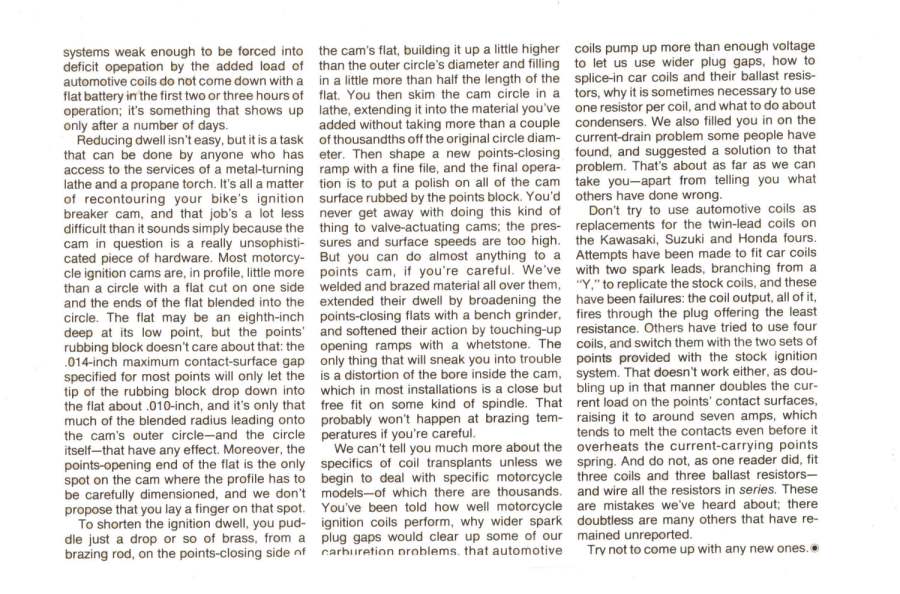 systems weak enough to be forced into
deficit opepation by the added load of
automotive coils do not come down with a
flat battery in the first two or three hours of
operation; it's something that shows up
only after a number of days.
Reducing dwell isn't easy, but it is a task
that can be done by anyone who has
access to the services of a metal-turning
lathe and a propane torch. It's all a matter
of recontouring your bike's ignition
breaker cam, and that job's a lot less
difficult than it sounds simply because the
cam in question is a really unsophisti-
cated piece of hardware. Most motorcy-
cle ignition cams are, in profile, little more
than a circle with a flat cut on one side
and the ends of the flat blended into the
circle. The flat may be an eighth-inch
deep at its low point, but the points'
rubbing block doesn't care about that: the
.014-inch maximum contact-surface gap
specified for most points will only let the
tip of the rubbing block drop down into
the flat about .010-inch, and it's only that
much of the blended radius leading onto
the cam's outer circle—and the circle
itself—that have any effect. Moreover, the
points-opening end of the flat is the only
spot on the cam where the profile has to
be carefully dimensioned, and we don't
propose that you lay a finger on that spot.
To shorten the ignition dwell, you pud-
dle just a drop or so of brass, from a
brazing rod, on the points-closing side of
the cam's flat, building it up a little higher
than the outer circle's diameter and filling
in a little more than half the length of the
flat. You then skim the cam circle in a
lathe, extending it into the material you've
added without taking more than a couple
of thousandths off the original circle diam-
eter. Then shape a new points-closing
ramp with a fine file, and the final opera-
tion is to put a polish on all of the cam
surface rubbed by the points block. You'd
never get away with doing this kind of
thing to valve-actuating cams; the pres-
sures and surface speeds are too high.
But you can do almost anything to a
points cam, if you're careful. We've
welded and brazed material all over them,
extended their dwell by broadening the
points-closing flats with a bench grinder,
and softened their action by touching-up
opening ramps with a whetstone. The
only thing that will sneak you into trouble
is a distortion of the bore inside the cam,
which in most installations is a close but
free fit on some kind of spindle. That
probably won't happen at brazing tem-
peratures if you're careful.
We can't tell you much more about the
specifics of coil transplants unless we
begin to deal with specific motorcycle
models—of which there are thousands.
You've been told how well motorcycle
ignition coils perform, why wider spark
plug gaps would clear up some of our
carburetion problems, that automotive
coils pump up more than enough voltage
to let us use wider plug gaps, how to
splice-in car coils and their ballast resis-
tors, why it is sometimes necessary to use
one resistor per coil, and what to do about
condensers. We also filled you in on the
current-drain problem some people have
found, and suggested a solution to that
problem. That's about as far as we can
take you—apart from telling you what
others have done wrong.
Don't try to use automotive coils as
replacements for the twin-lead coils on
the Kawasaki, Suzuki and Honda fours.
Attempts have been made to fit car coils
with two spark leads, branching from a
"Y," to replicate the stock coils, and these
have been failures: the coil output, all of it,
fires through the plug offering the least
resistance. Others have tried to use four
coils, and switch them with the two sets of
points provided with the stock ignition
system. That doesn't work either, as dou-
bling up in that manner doubles the cur-
rent load on the points' contact surfaces,
raising it to around seven amps, which
tends to melt the contacts even before it
overheats the current-carrying points
spring. And do not, as one reader did, fit
three coils and three ballast resistors—
and wire all the resistors in series. These
are mistakes we've heard about; there
doubtless are many others that have re-
mained unreported.
Try not to come up with any new ones.